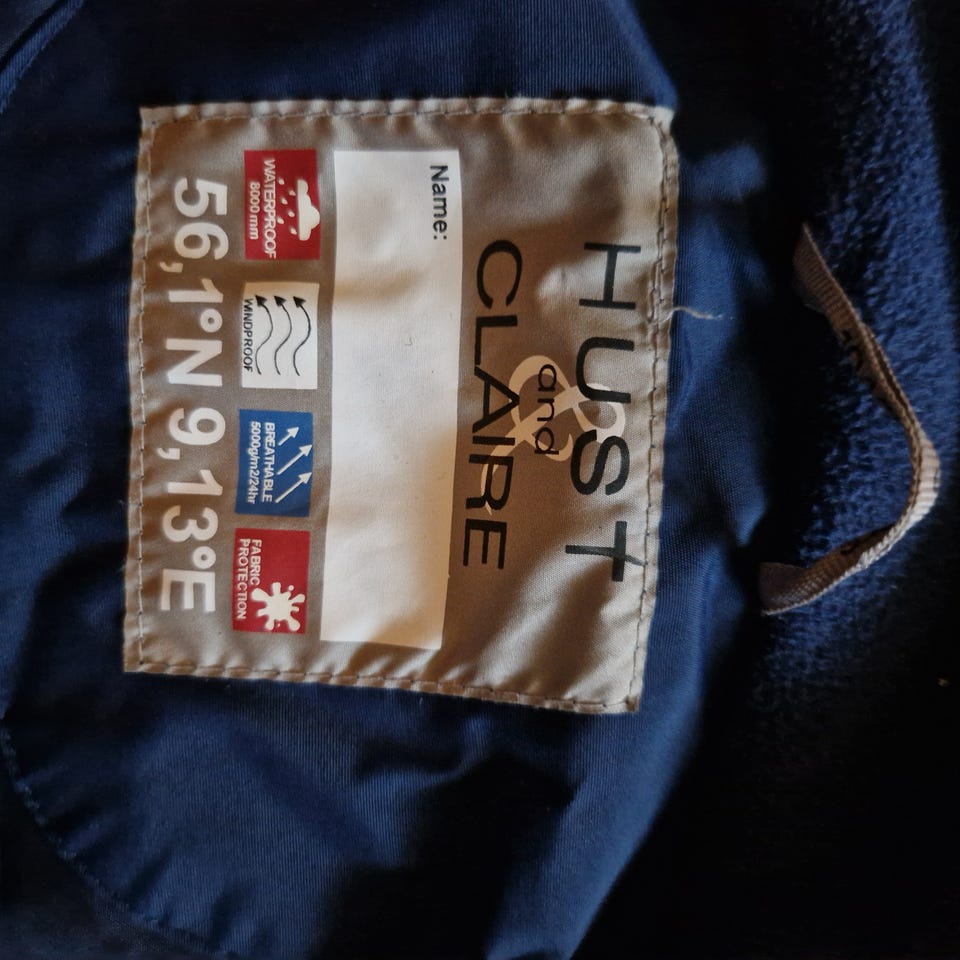 HUST
and
CLAIRE
Name:
WATERPROOF
8000 mm
WINDPROOF
BREATHABLE
5000g/m2/24hr
FABRIC
PROTECTION
56,1°N 9,13°E